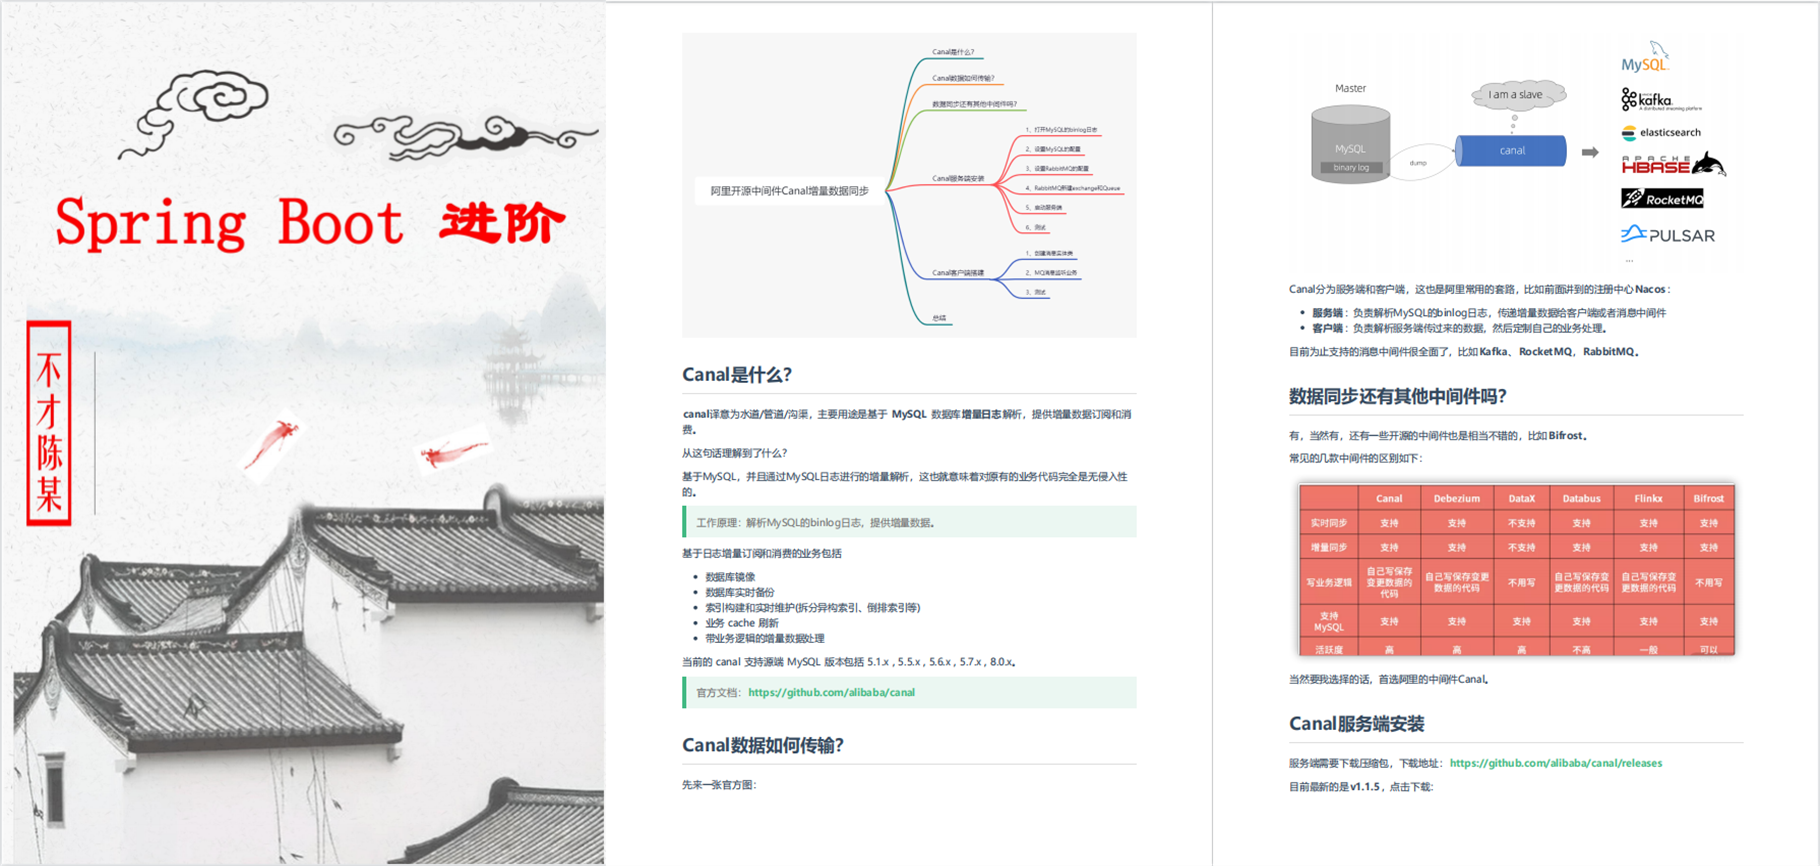 Spring Boot 进阶
不才陈某
阿里开源中间件Canal增量数据同步
Canal是什么?
Canal数据如何传输?
数据同步还有其他中间件吗?
Canal服务端安装
1、打开MySQL的binlog日志
2、设置MySQL的配置
3、设置RabbitMQ的配置
4、RabbitMQ新建exchange和Queue
5、启动服务端
6、测试
Canal客户端搭建
1、创建消息实体类
2、MQ消息监听业务
3、测试
总结
Canal是什么?
canal译意为水道/管道/沟渠，主要用途是基于 MySQL 数据库增量日志解析，提供增量数据订阅和消
费。
从这句话理解到了什么?
基于MySQL，并且通过MySQL日志进行的增量解析，这也就意味着对原有的业务代码完全是无侵入性
的。
工作原理：解析MySQL的binlog日志，提供增量数据。
基于日志增量订阅和消费的业务包括
• 数据库镜像
• 数据库实时备份
• 索引构建和实时维护(拆分异构索引、倒排索引等)
• 业务 cache 刷新
• 带业务逻辑的增量数据处理
当前的 canal 支持源端 MySQL 版本包括 5.1.x , 5.5.x , 5.6.x , 5.7.x , 8.0.x。
官方文档：https://github.com/alibaba/canal
Canal数据如何传输?
先来一张官方图：
Master
MySQL
binary log
dump
I am a slave
canal
MySQL
kafka
A distributed streaming platform
elasticsearch
APACHE
HBASE
RocketMQ
PULSAR
...
Canal分为服务端和客户端，这也是阿里常用的套路，比如前面讲到的注册中心Nacos：
• 服务端：负责解析MySQL的binlog日志，传递增量数据给客户端或者消息中间件
• 客户端：负责解析服务端传过来的数据，然后定制自己的业务处理。
目前为止支持的消息中间件很全面了，比如Kafka、RocketMQ，RabbitMQ。
数据同步还有其他中间件吗?
有，当然有，还有一些开源的中间件也是相当不错的，比如Bifrost。
常见的几款中间件的区别如下：
Canal Debezium DataX Databus Flinkx Bifrost
实时同步 支持 支持 不支持 支持 支持 支持
增量同步 支持 支持 不支持 支持 支持 支持
写业务逻辑 自己写保存变更数据的代码 自己写保存变更数据的代码 不用写 自己写保存变更数据的代码 自己写保存变更数据的代码 不用写
支持MySQL 支持 支持 支持 支持 支持 支持
活跃度 高 高 高 不高 一般 可以
当然要我选择的话，首选阿里的中间件Canal。
Canal服务端安装
服务端需要下载压缩包，下载地址：https://github.com/alibaba/canal/releases
目前最新的是v1.1.5，点击下载: